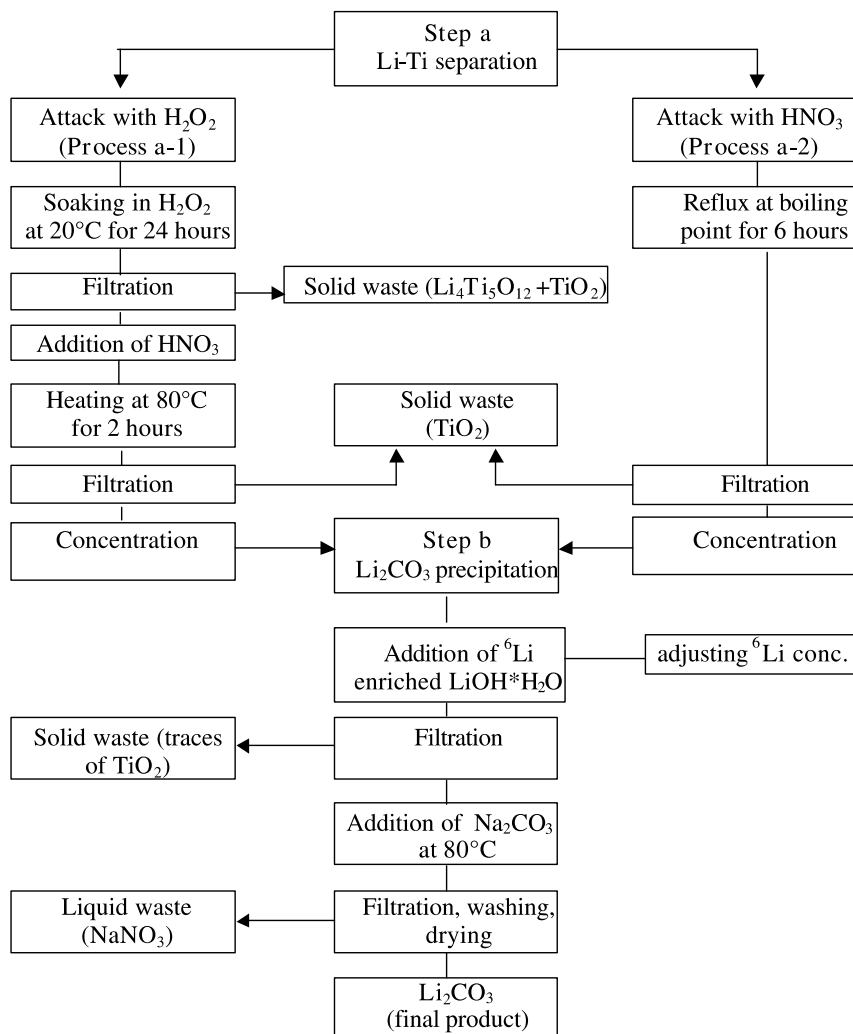 Step a
Li-Ti separation
Attack with H₂O₂
(Process a-1)
Attack with HNO₃
(Process a-2)
Soaking in H₂O₂
at 20°C for 24 hours
Reflux at boiling
point for 6 hours
Filtration
Solid waste (Li₄Ti₅O₁₂ +TiO₂)
Addition of HNO₃
Heating at 80°C
for 2 hours
Solid waste
(TiO₂)
Filtration
Filtration
Concentration
Step b
Li₂CO₃ precipitation
Concentration
Addition of ⁶Li
enriched LiOH*H₂O
adjusting ⁶Li conc.
Solid waste (traces
of TiO₂)
Filtration
Addition of Na₂CO₃
at 80°C
Liquid waste
(NaNO₃)
Filtration, washing,
drying
Li₂CO₃
(final product)